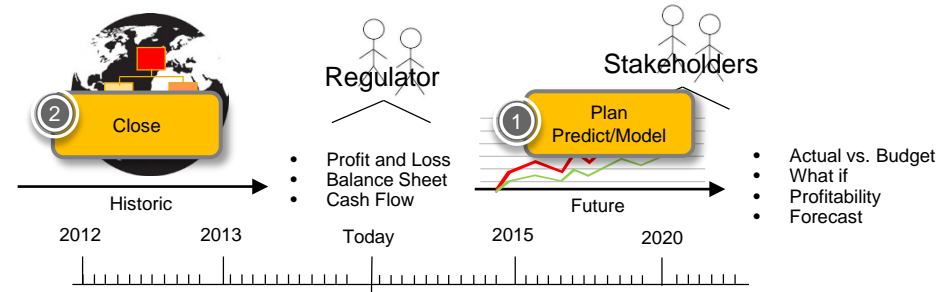 Regulator
Stakeholders
2
Close
1
Plan
Predict/Model
• Profit and Loss
• Balance Sheet
• Cash Flow
• Actual vs. Budget
• What if
• Profitability
• Forecast
Historic
Future
2012
2013
Today
2015
2020